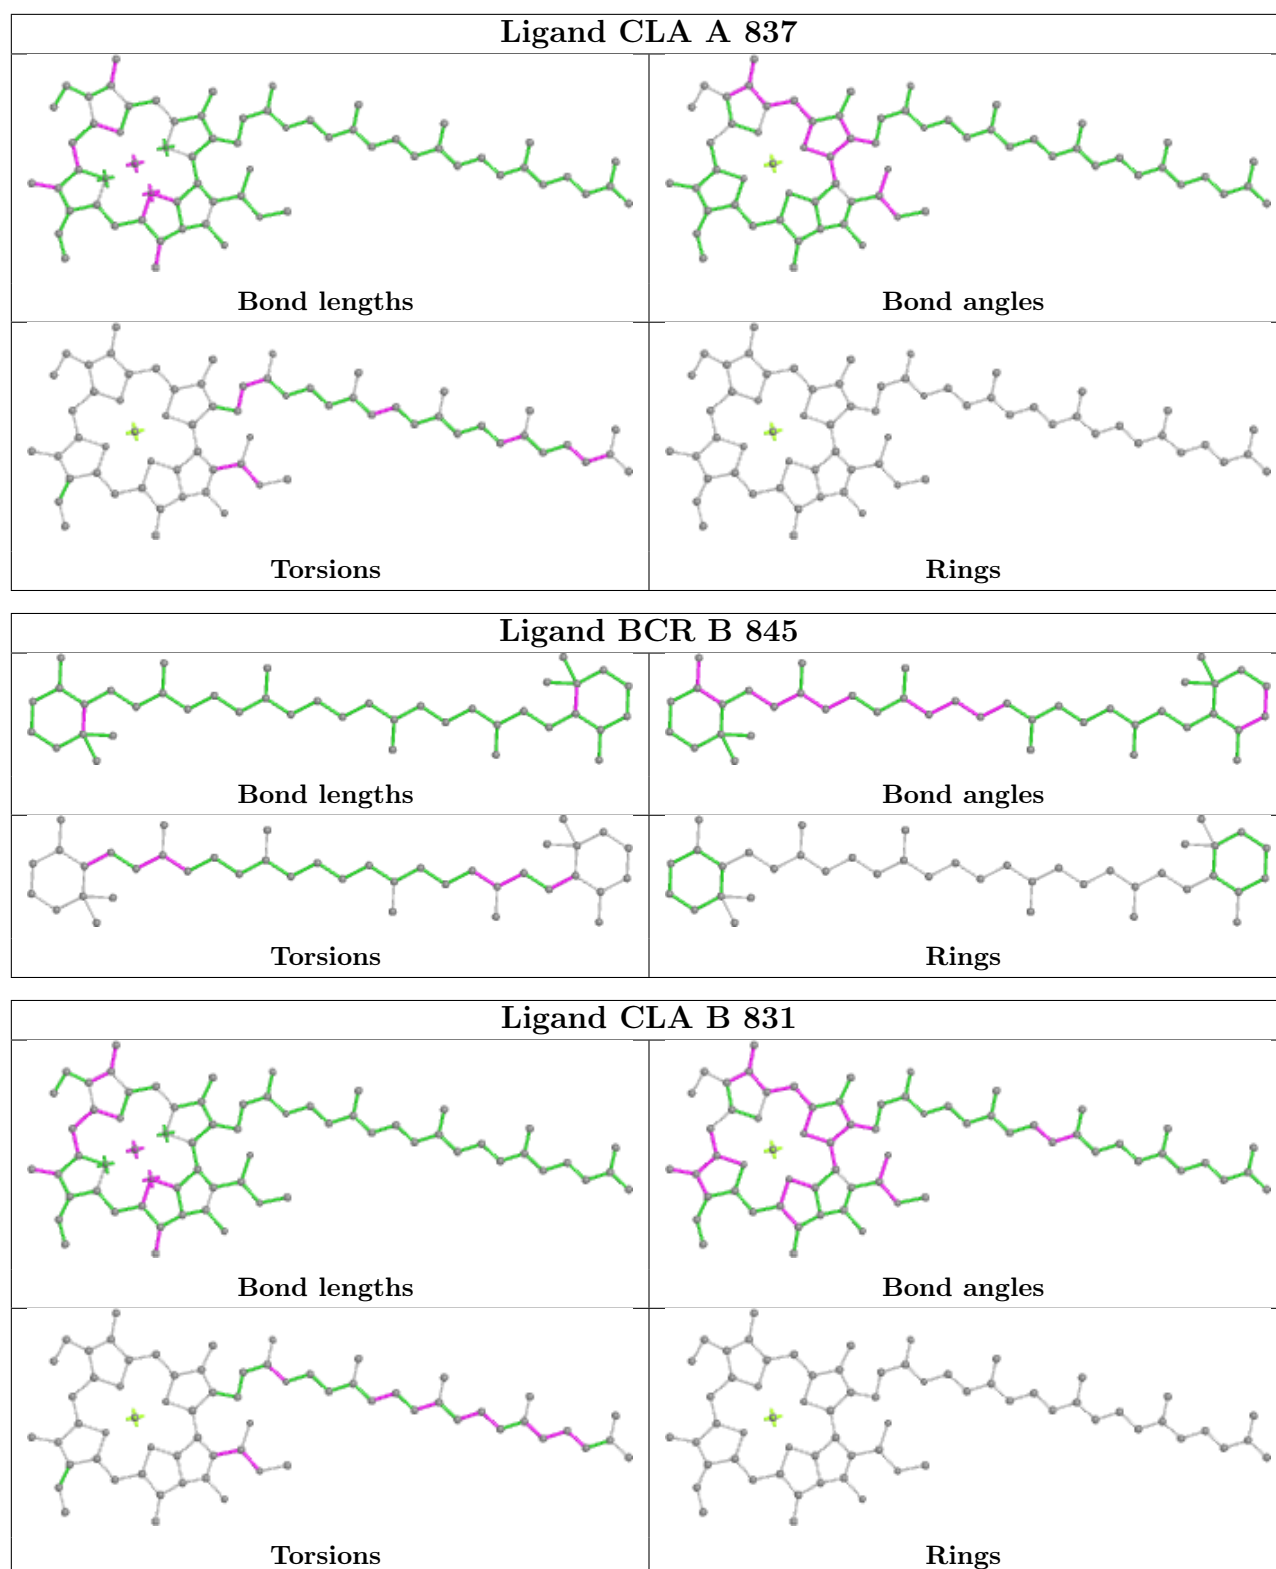 Ligand CLA A 837
Bond lengths
Bond angles
Torsions
Rings
Ligand BCR B 845
Bond lengths
Bond angles
Torsions
Rings
Ligand CLA B 831
Bond lengths
Bond angles
Torsions
Rings